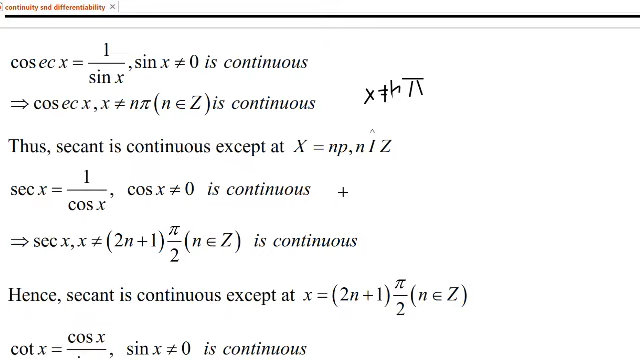 continuity snd differentiability
cos ec x = 1/sin x , sin x ≠ 0 is continuous
⇒ cos ec x, x ≠ nπ (n ∈ Z) is continuous
x ≠ nπ
Thus, secant is continuous except at X = np, n Î Z
sec x = 1/cos x , cos x ≠ 0 is continuous
⇒ sec x, x ≠ (2n + 1) π/2 (n ∈ Z) is continuous
Hence, secant is continuous except at x = (2n + 1) π/2 (n ∈ Z)
cot x = cos x , sin x ≠ 0 is continuous